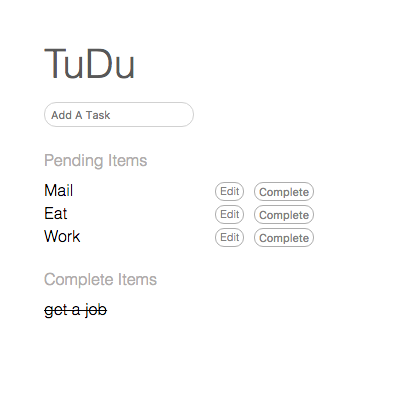 TuDu
Add A Task
Pending Items
Mail Edit Complete
Eat Edit Complete
Work Edit Complete
Complete Items
get a job